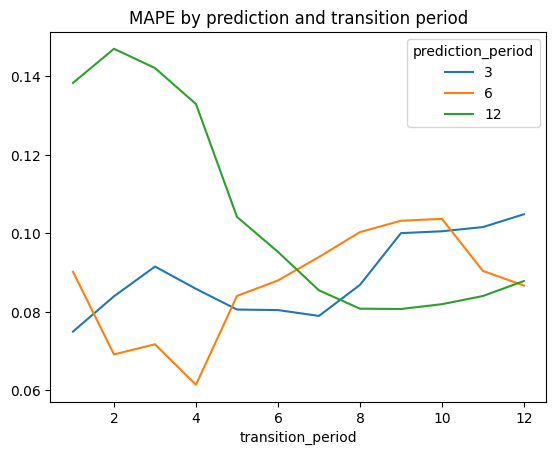 MAPE by prediction and transition period
prediction_period
3
6
12
0.14
0.12
0.10
0.08
0.06
2 4 6 8 10 12
transition_period